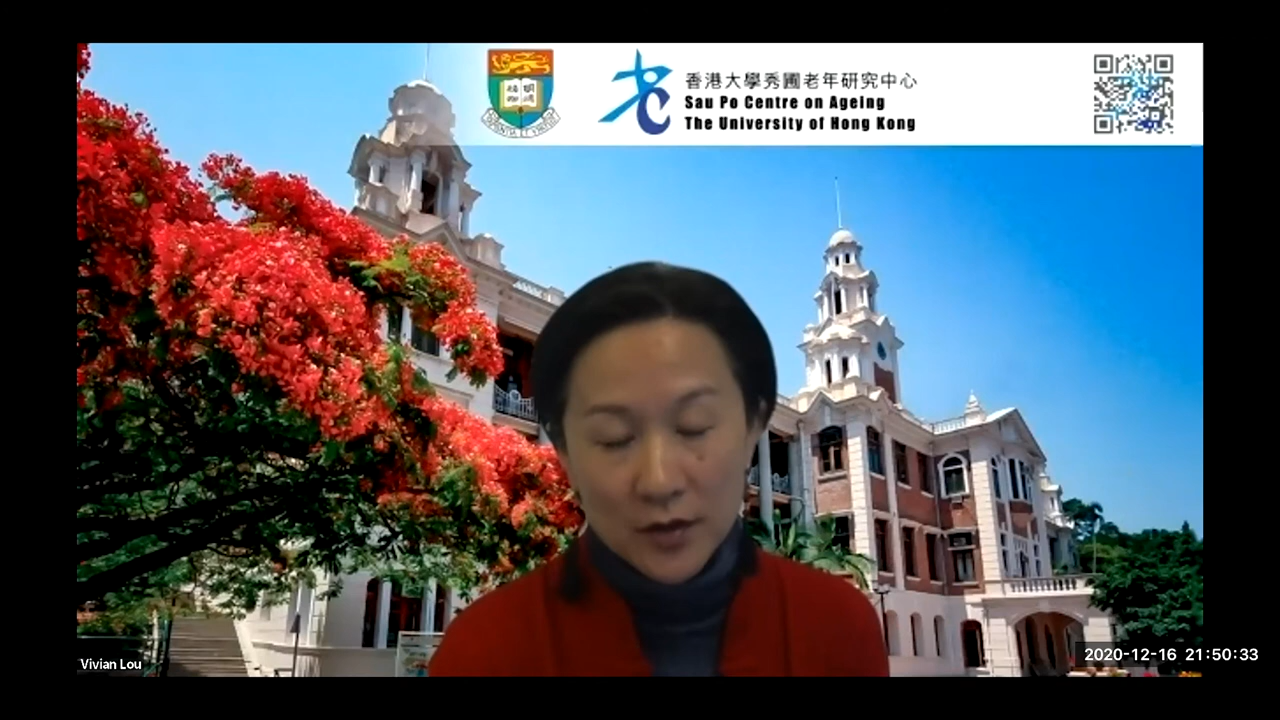 香港大學秀圃老年研究中心
Sau Po Centre on Ageing
The University of Hong Kong
Vivian Lou
2020-12-16 21:50:33